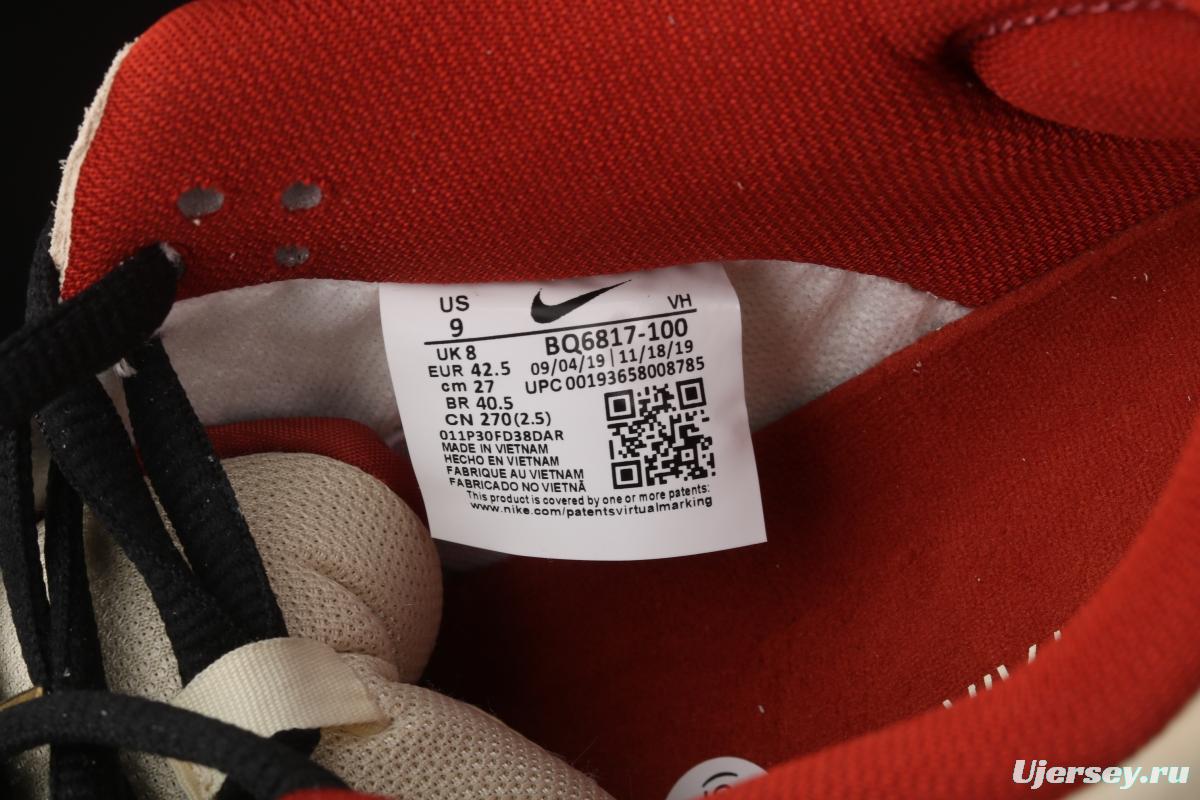 US
9
VH
BQ6817-100
UK 8
EUR 42.5
cm 27
BR 40.5
CN 270(2.5)
09/04/19 | 11/18/19
UPC 00193658008785
011P30FD38DAR
MADE IN VIETNAM
HECHO EN VIETNAM
FABRIQUE AU VIETNAM
FABRICADO NO VIETNÃ
This product is covered by one or more patents:
www.nike.com/patentsvirtualmarking
Ujersey.ru